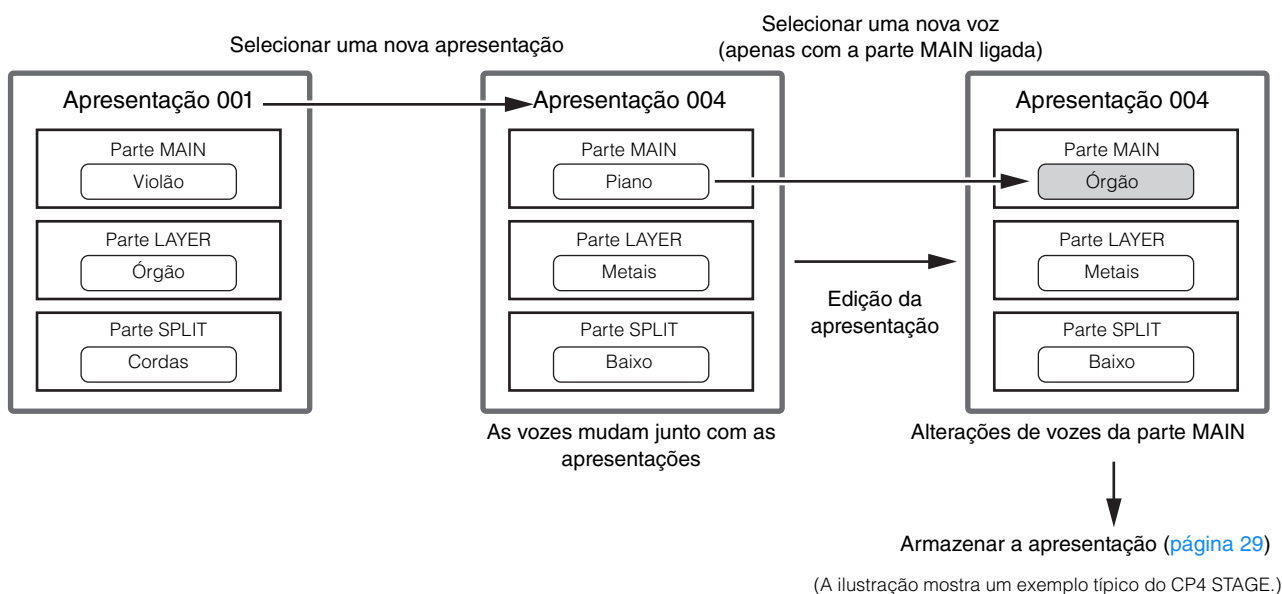 Selecionar uma nova apresentação
Selecionar uma nova voz
(apenas com a parte MAIN ligada)
Apresentação 001
Parte MAIN
Violão
Parte LAYER
Órgão
Parte SPLIT
Cordas
Apresentação 004
Parte MAIN
Piano
Parte LAYER
Metais
Parte SPLIT
Baixo
As vozes mudam junto com as
apresentações
Edição da
apresentação
Apresentação 004
Parte MAIN
Órgão
Parte LAYER
Metais
Parte SPLIT
Baixo
Alterações de vozes da parte MAIN
Armazenar a apresentação (página 29)
(A ilustração mostra um exemplo típico do CP4 STAGE.)